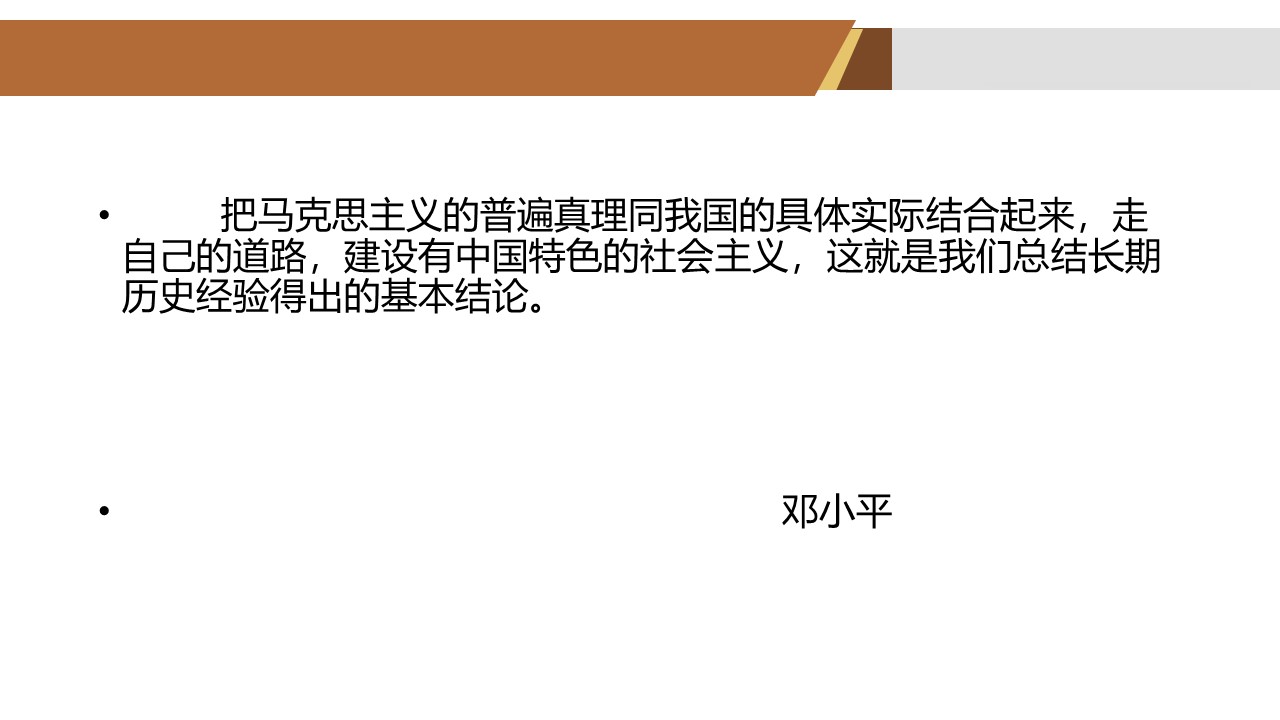 • 把马克思主义的普遍真理同我国的具体实际结合起来，走
自己的道路，建设有中国特色的社会主义，这就是我们总结长期
历史经验得出的基本结论。
• 邓小平